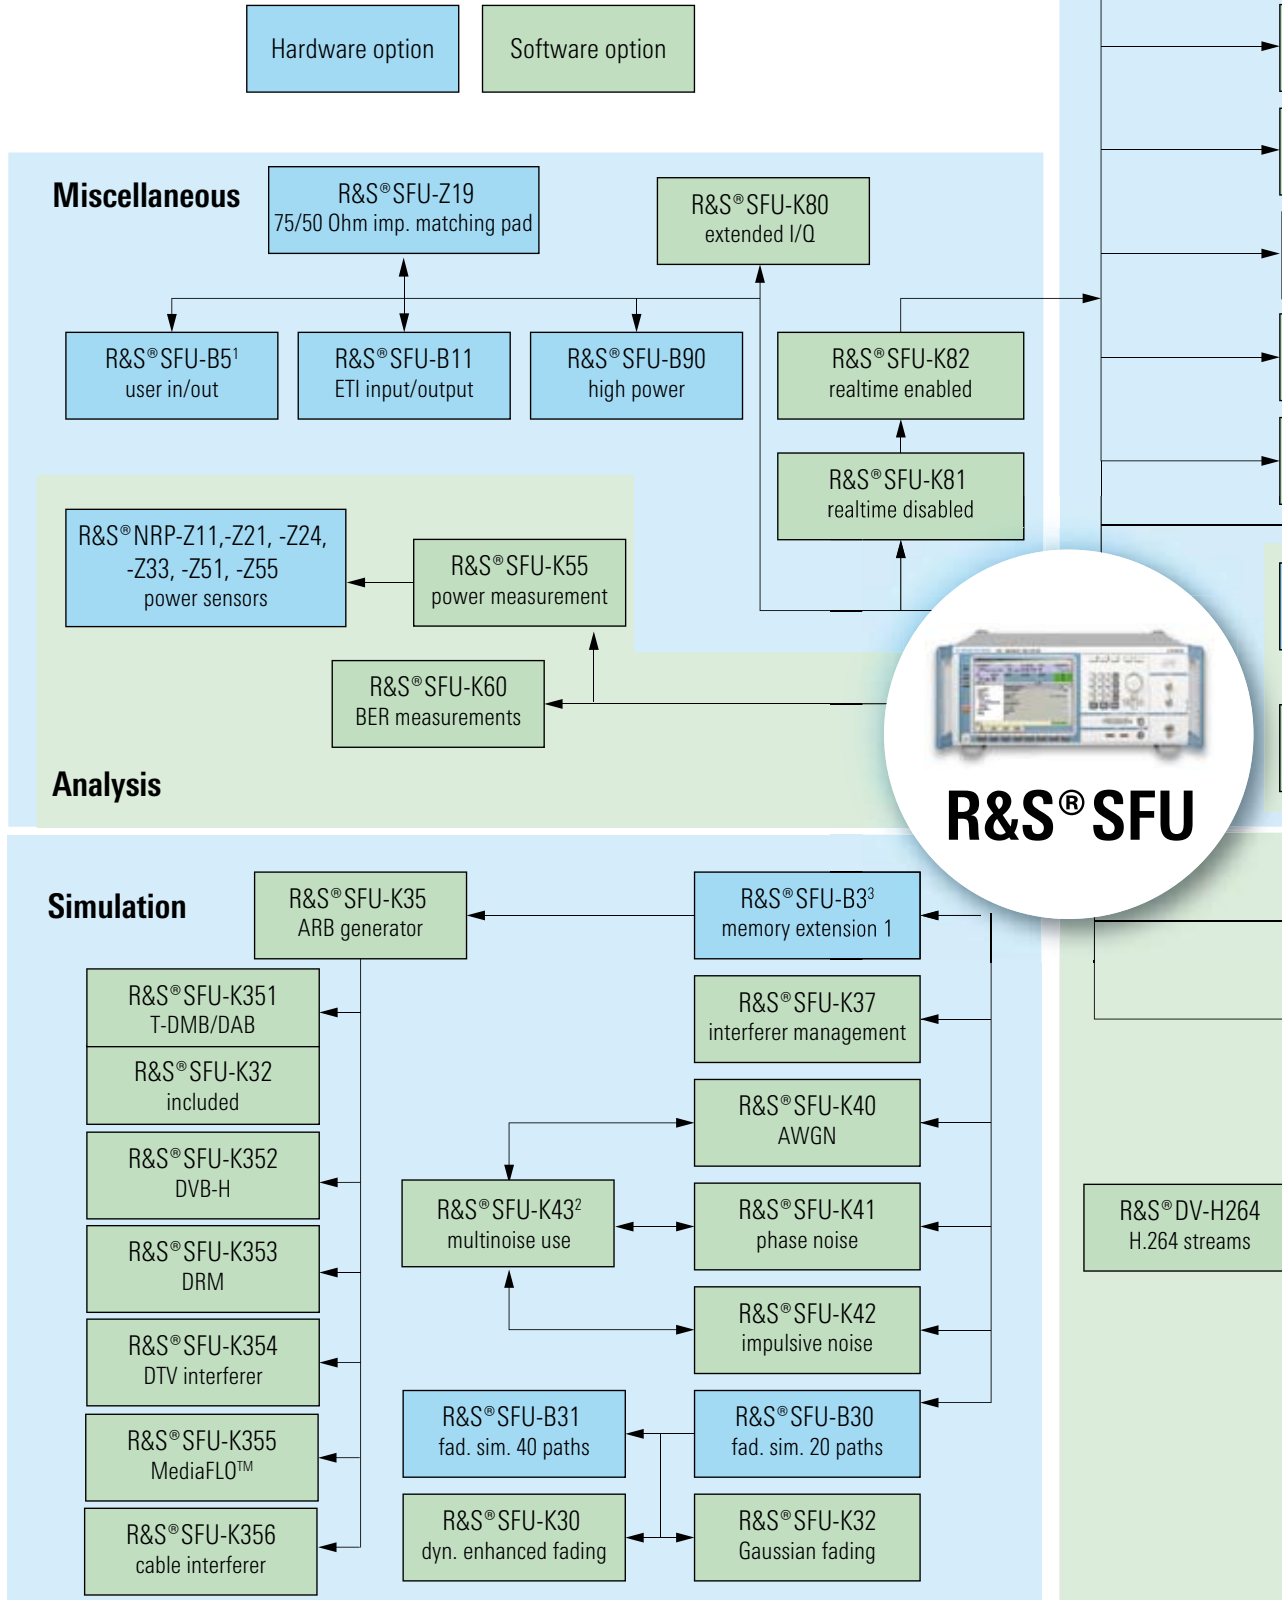 Hardware option
Software option
Miscellaneous
R&S®SFU-Z19
75/50 Ohm imp. matching pad
R&S®SFU-K80
extended I/Q
R&S®SFU-B5¹
user in/out
R&S®SFU-B11
ETI input/output
R&S®SFU-B90
high power
R&S®SFU-K82
realtime enabled
R&S®SFU-K81
realtime disabled
R&S®NRP-Z11,-Z21, -Z24,
-Z33, -Z51, -Z55
power sensors
R&S®SFU-K55
power measurement
R&S®SFU-K60
BER measurements
Analysis
R&S®SFU
Simulation
R&S®SFU-K35
ARB generator
R&S®SFU-B3³
memory extension 1
R&S®SFU-K351
T-DMB/DAB
R&S®SFU-K32
included
R&S®SFU-K352
DVB-H
R&S®SFU-K353
DRM
R&S®SFU-K354
DTV interferer
R&S®SFU-K355
MediaFLO™
R&S®SFU-K356
cable interferer
R&S®SFU-K37
interferer management
R&S®SFU-K40
AWGN
R&S®SFU-K43²
multinoise use
R&S®SFU-K41
phase noise
R&S®SFU-K42
impulsive noise
R&S®SFU-B31
fad. sim. 40 paths
R&S®SFU-B30
fad. sim. 20 paths
R&S®SFU-K30
dyn. enhanced fading
R&S®SFU-K32
Gaussian fading
R&S®DV-H264
H.264 streams